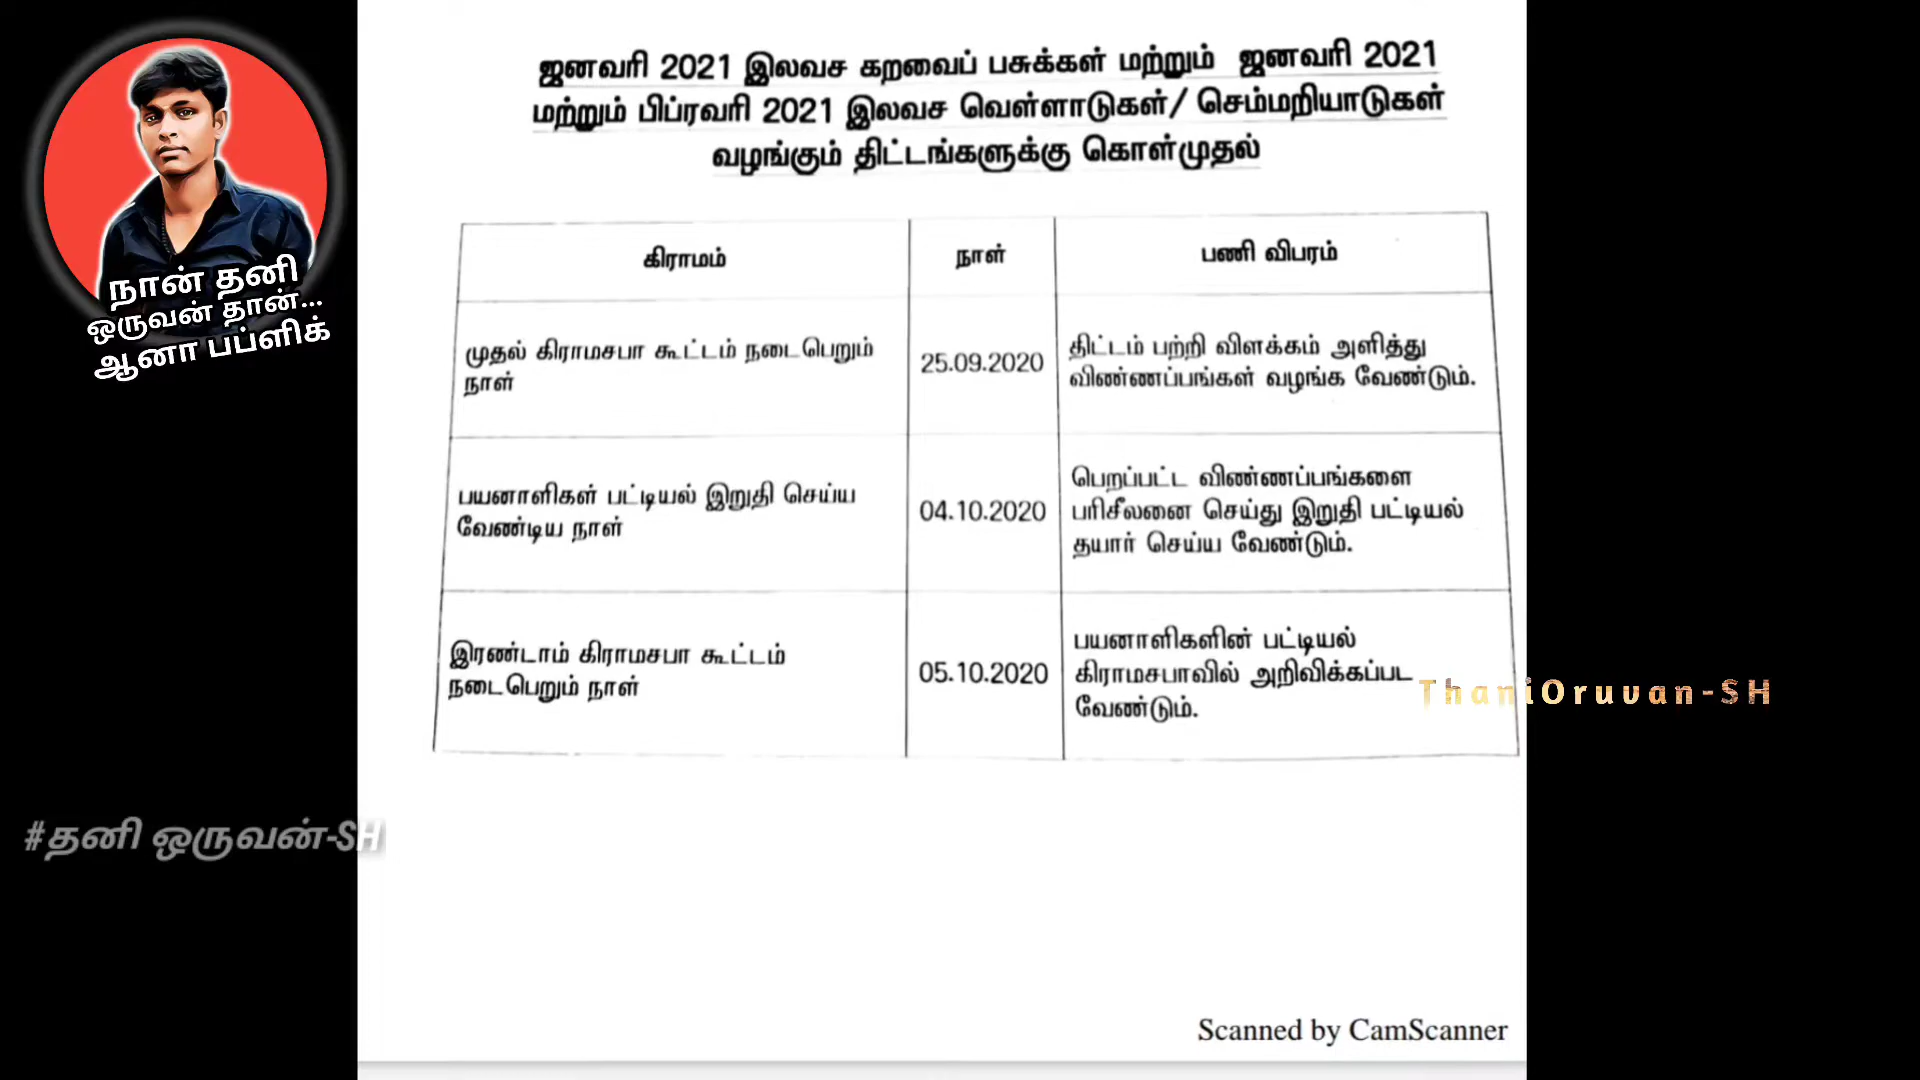 ஜனவரி 2021 இலவச கறவைப் பசுக்கள் மற்றும் ஜனவரி 2021
மற்றும் பிப்ரவரி 2021 இலவச வெள்ளாடுகள்/ செம்மறியாடுகள்
வழங்கும் திட்டங்களுக்கு கொள்முதல்
நான் தனி
ஒருவன் தான்...
ஆனா பப்ளிக்
கிராமம்
நாள்
பணி விபரம்
முதல் கிராமசபா கூட்டம் நடைபெறும்
நாள்
25.09.2020
திட்டம் பற்றி விளக்கம் அளித்து
விண்ணப்பங்கள் வழங்க வேண்டும்.
பயனாளிகள் பட்டியல் இறுதி செய்ய
வேண்டிய நாள்
04.10.2020
பெறப்பட்ட விண்ணப்பங்களை
பரிசீலனை செய்து இறுதி பட்டியல்
தயார் செய்ய வேண்டும்.
இரண்டாம் கிராமசபா கூட்டம்
நடைபெறும் நாள்
05.10.2020
பயனாளிகளின் பட்டியல்
கிராமசபாவில் அறிவிக்கப்பட
வேண்டும்.
ThaniOruvan-SH
#தனி ஒருவன்-SH
Scanned by CamScanner